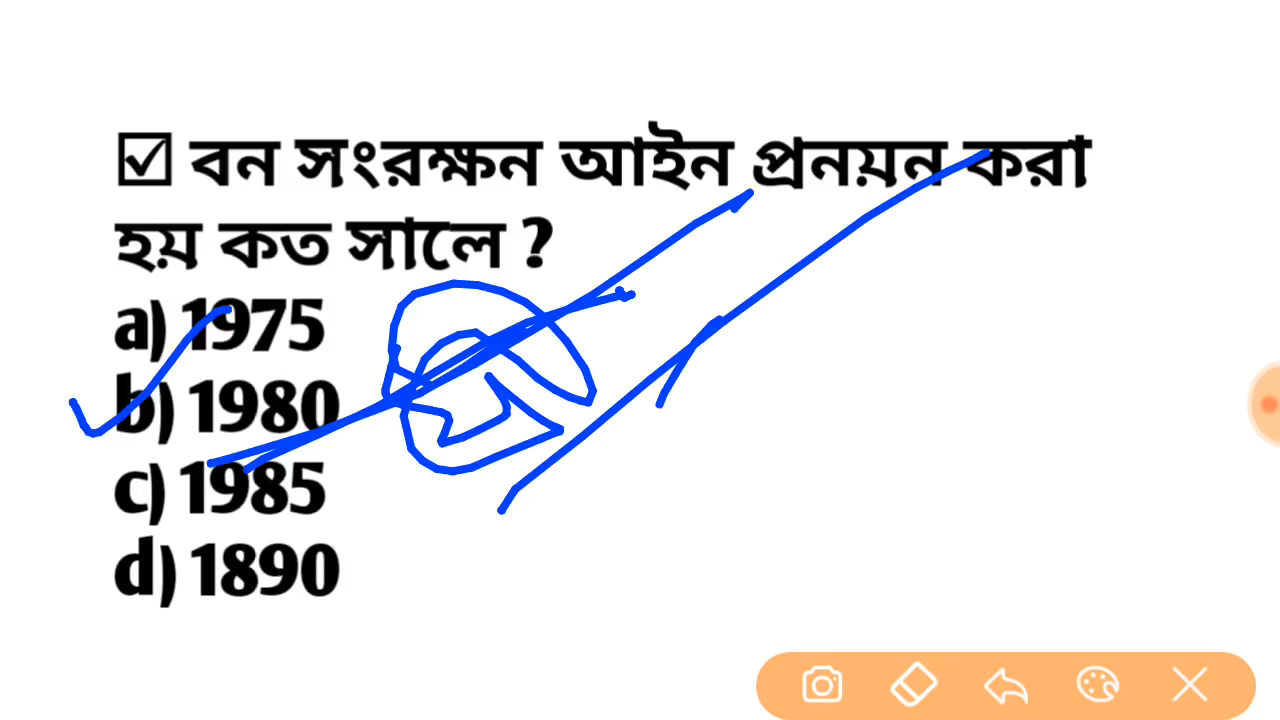 ☑ বন সংরক্ষন আইন প্রনয়ন করা
হয় কত সালে ?
a) 1975
b) 1980
c) 1985
d) 1890